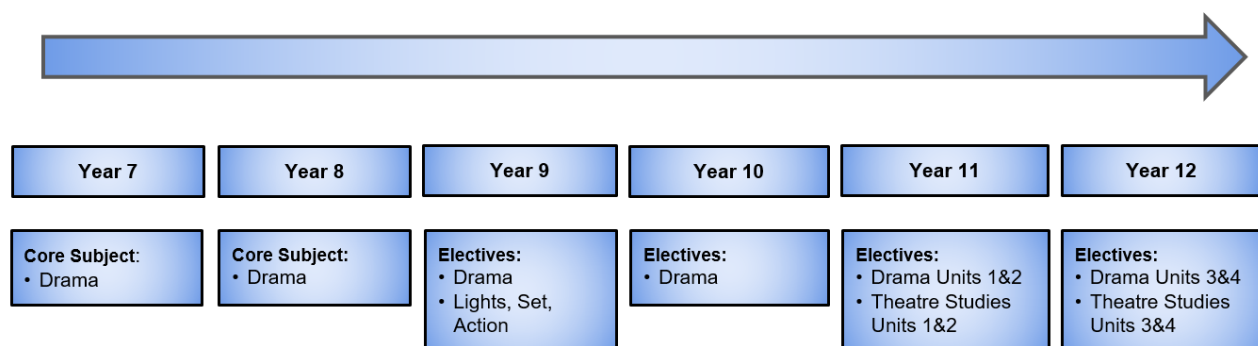 Year 7
Year 8
Year 9
Year 10
Year 11
Year 12
Core Subject:
• Drama
Core Subject:
• Drama
Electives:
• Drama
• Lights, Set,
Action
Electives:
• Drama
Electives:
• Drama Units 1&2
• Theatre Studies
Units 1&2
Electives:
• Drama Units 3&4
• Theatre Studies
Units 3&4